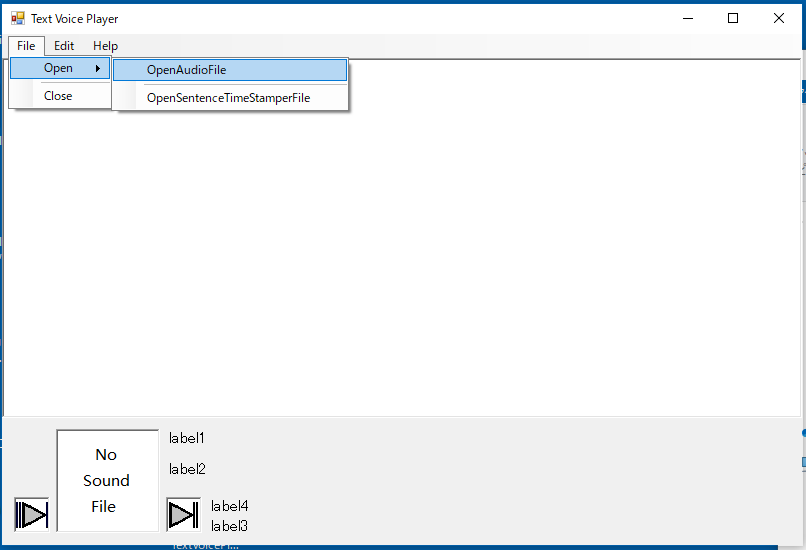 Text Voice Player
File Edit Help
Open OpenAudioFile
Close OpenSentenceTimeStamperFile
No
Sound
File
label1
label2
label4
label3